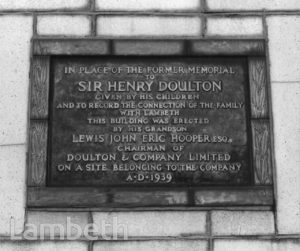 IN PLACE OF THE FORMER MEMORIAL
TO
SIR HENRY DOULTON
GIVEN BY HIS CHILDREN
AND TO RECORD THE CONNECTION OF THE FAMILY
WITH LAMBETH
THIS BUILDING WAS ERECTED
BY HIS GRANDSON
LEWIS JOHN ERIC HOOPER ESQ.
CHAIRMAN OF
DOULTON & COMPANY LIMITED
ON A SITE BELONGING TO THE COMPANY
A·D·1939
Lambeth